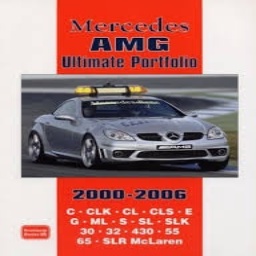 Mercedes
AMG
Ultimate Portfolio
AMG
2000-2006
C · CLK · CL · CLS · E
G · ML · S · SL · SLK
30 · 32 · 430 · 55
65 · SLR McLaren